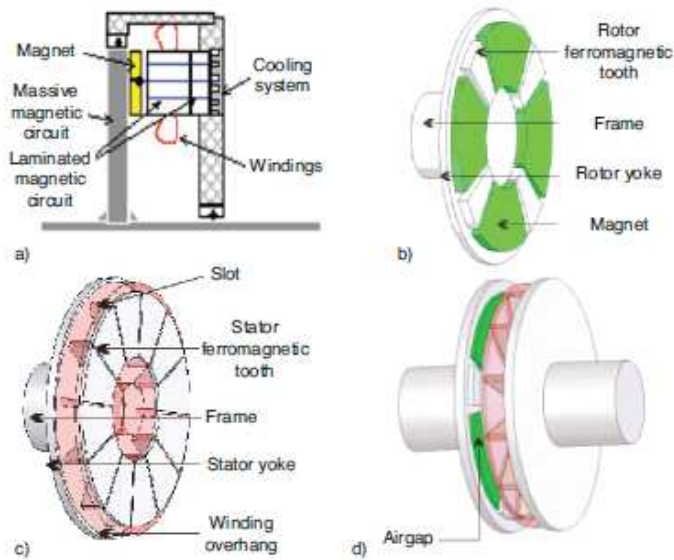 Magnet
Massive
magnetic
circuit
Laminated
magnetic
circuit
Cooling
system
Windings
a)
Rotor
ferromagnetic
tooth
Frame
Rotor yoke
Magnet
b)
Slot
Stator
ferromagnetic
tooth
Frame
Stator yoke
Winding
overhang
c)
Airgap
d)